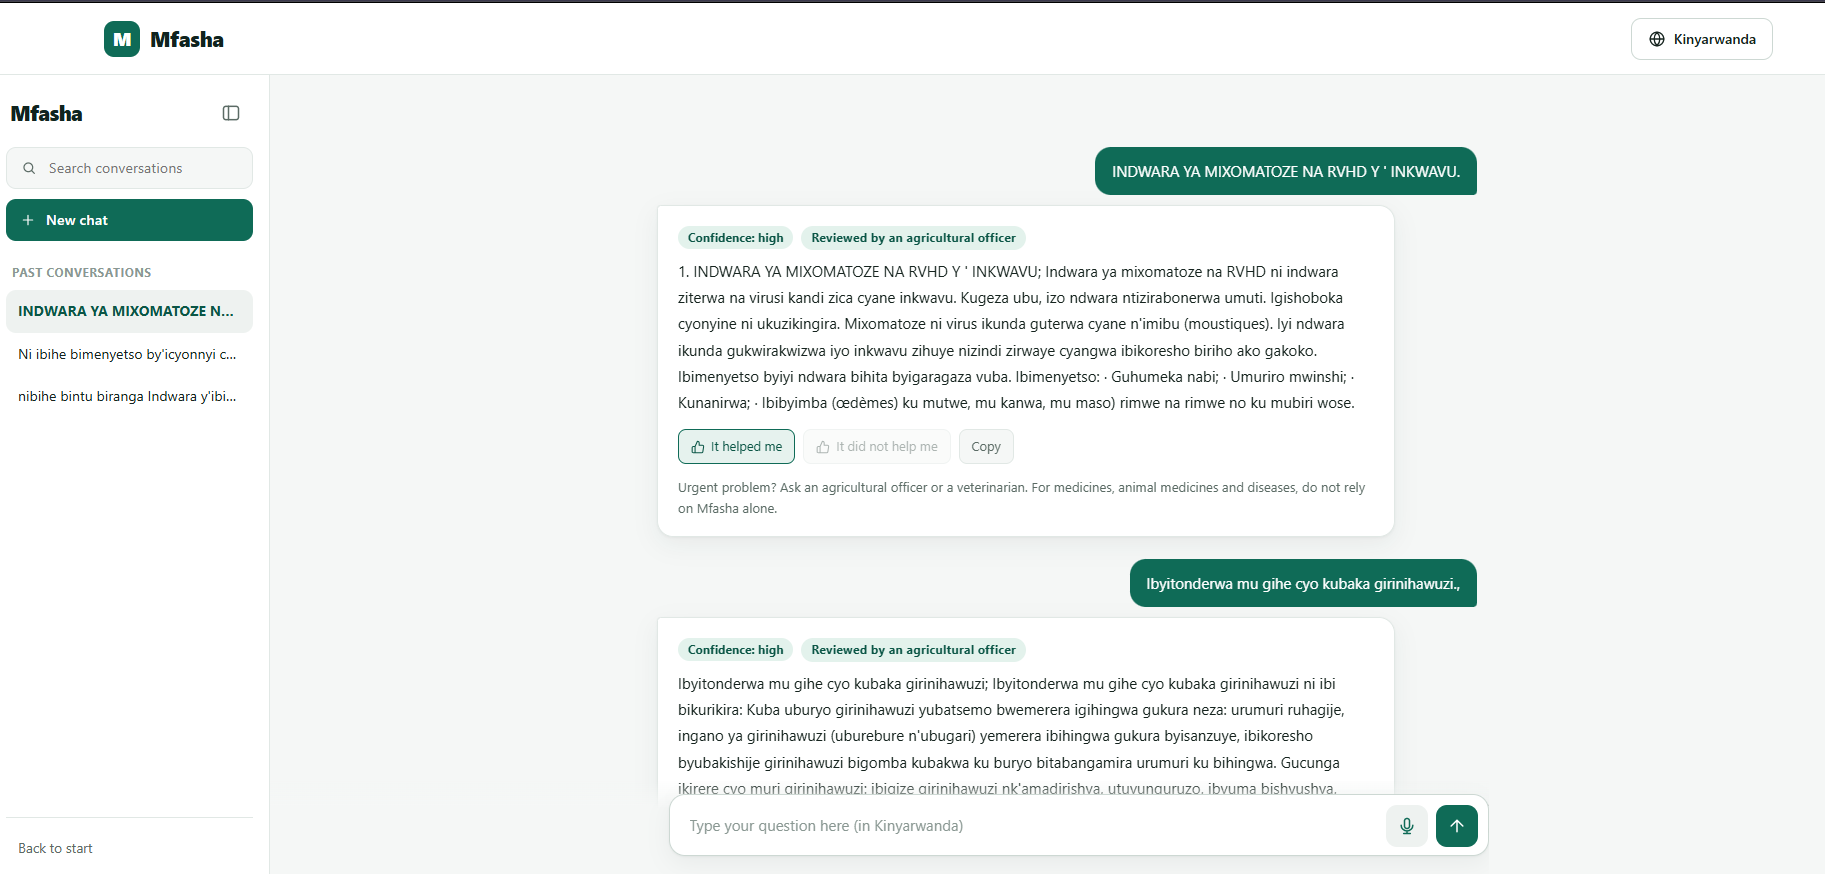 M Mfasha
Kinyarwanda
Mfasha
Search conversations
+ New chat
PAST CONVERSATIONS
INDWARA YA MIXOMATOZE N...
Ni ibihe bimenyetso by'icyonnyi c...
nibihe bintu biranga Indwara y'ibi...
Back to start
INDWARA YA MIXOMATOZE NA RVHD Y ' INKWAVU.
Confidence: high Reviewed by an agricultural officer
1. INDWARA YA MIXOMATOZE NA RVHD Y ' INKWAVU; Indwara ya mixomatoze na RVHD ni indwara
ziterwa na virusi kandi zica cyane inkwavu. Kugeza ubu, izo ndwara ntizirabonerwa umuti. Igishoboka
cyonyine ni ukuzikingira. Mixomatoze ni virus ikunda guterwa cyane n'imibu (moustiques). Iyi ndwara
ikunda gukwirakwizwa iyo inkwavu zihuye nizindi zirwaye cyangwa ibikoresho biriho ako gakoko.
Ibimenyetso byiyi ndwara bihita byigaragaza vuba. Ibimenyetso: · Guhumeka nabi; · Umuriro mwinshi; ·
Kunanirwa; · Ibibyimba (œdèmes) ku mutwe, mu kanwa, mu maso) rimwe na rimwe no ku mubiri wose.
It helped me It did not help me Copy
Urgent problem? Ask an agricultural officer or a veterinarian. For medicines, animal medicines and diseases, do not rely
on Mfasha alone.
Ibyitonderwa mu gihe cyo kubaka girinihawuzi.,
Confidence: high Reviewed by an agricultural officer
Ibyitonderwa mu gihe cyo kubaka girinihawuzi; Ibyitonderwa mu gihe cyo kubaka girinihawuzi ni ibi
bikurikira: Kuba uburyo girinihawuzi yubatsemo bwemerera igihingwa gukura neza: urumuri ruhagije,
ingano ya girinihawuzi (uburebure n'ubugari) yemerera ibihingwa gukura byisanzuye, ibikoresho
byubakishije girinihawuzi bigomba kubakwa ku buryo bitabangamira urumuri ku bihingwa. Gucunga
ikirere cyo muri girinihawuzi: ibigize girinihawuzi nk'amadirishya, utuyunguruzo, ibyuma bishyushya,
Type your question here (in Kinyarwanda)